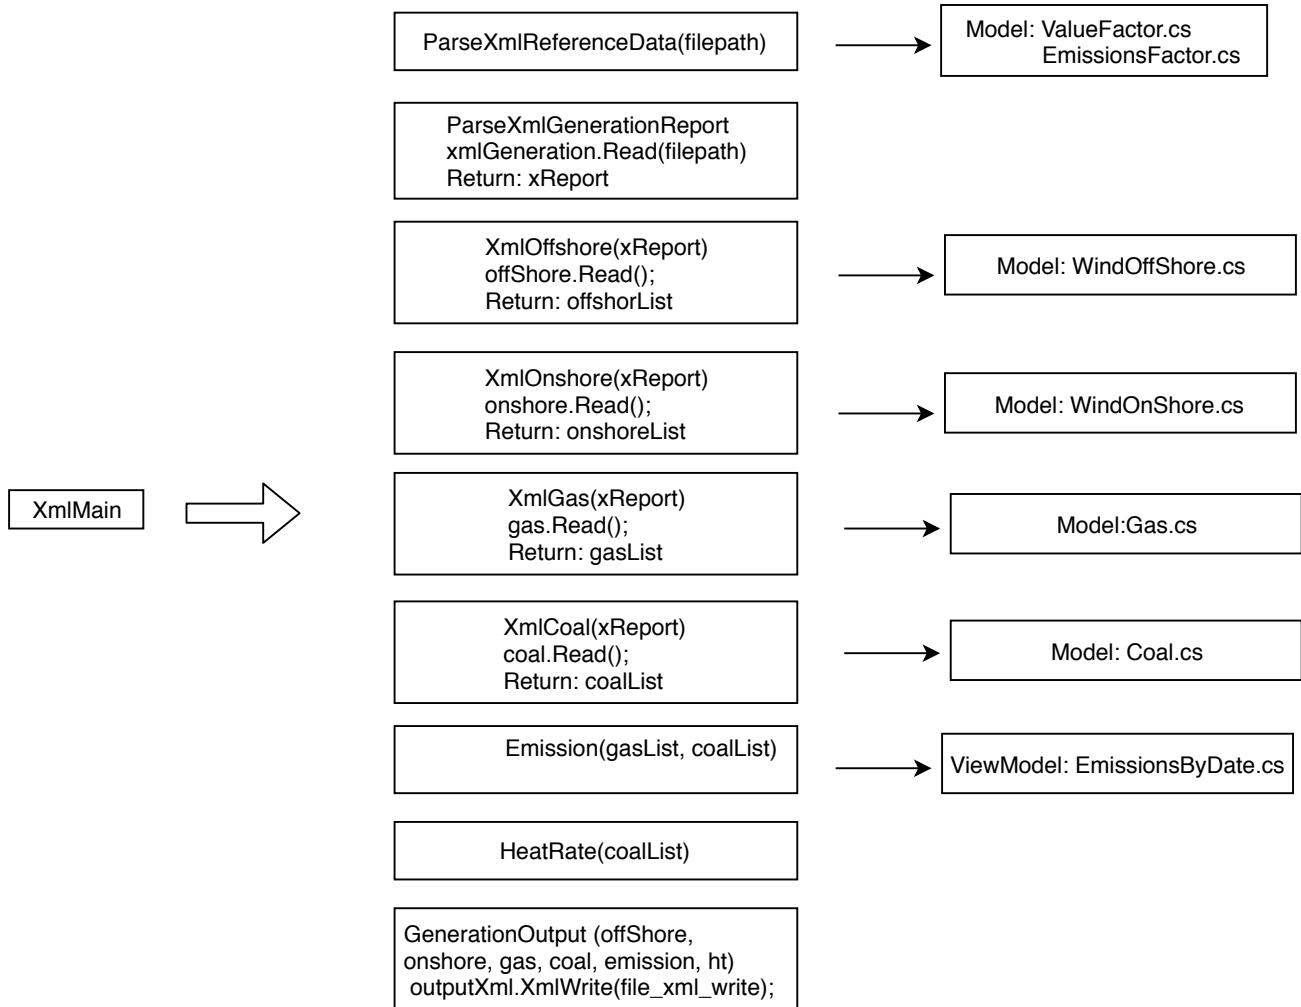 ParseXmlReferenceData(filepath)
Model: ValueFactor.cs
EmissionsFactor.cs
ParseXmlGenerationReport
xmlGeneration.Read(filepath)
Return: xReport
XmlOffshore(xReport)
offShore.Read();
Return: offshorList
Model: WindOffShore.cs
XmlOnshore(xReport)
onshore.Read();
Return: onshoreList
Model: WindOnShore.cs
XmlMain
XmlGas(xReport)
gas.Read();
Return: gasList
Model:Gas.cs
XmlCoal(xReport)
coal.Read();
Return: coalList
Model: Coal.cs
Emission(gasList, coalList)
ViewModel: EmissionsByDate.cs
HeatRate(coalList)
GenerationOutput (offShore,
onshore, gas, coal, emission, ht)
outputXml.XmlWrite(file_xml_write);